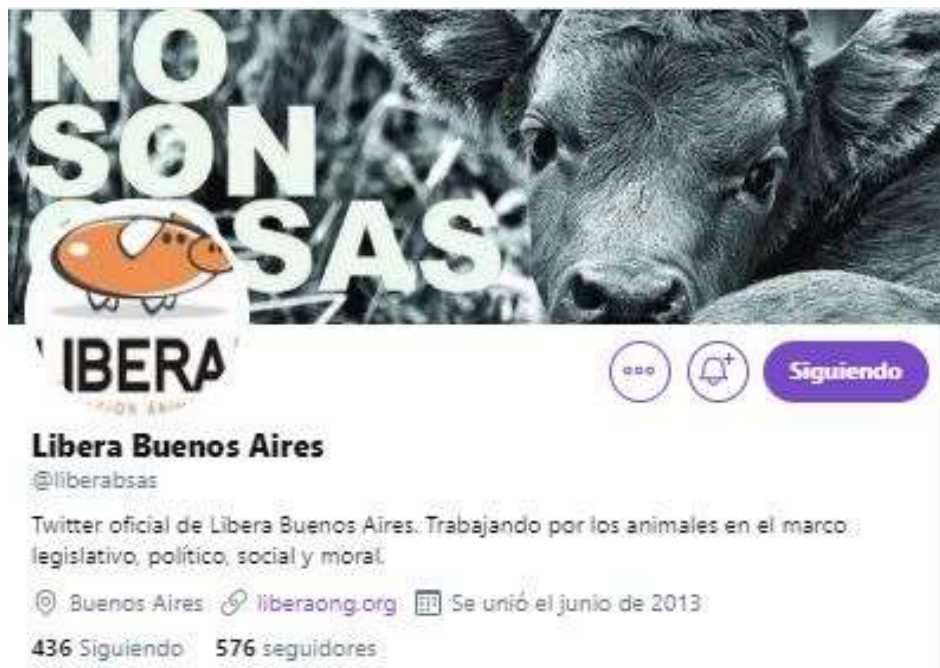 NO
SON
COSAS
LIBERA
Siguiendo
Libera Buenos Aires
@liberabsas
Twitter oficial de Libera Buenos Aires. Trabajando por los animales en el marco
legislativo, político, social y moral.
Buenos Aires liberaong.org Se unió el junio de 2013
436 Siguiendo 576 seguidores